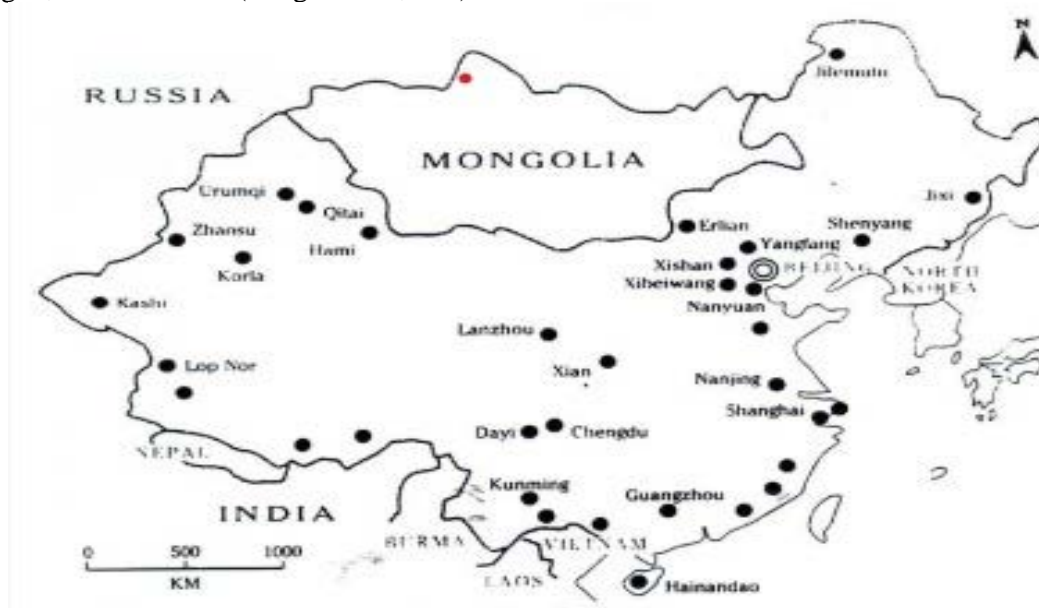 N
Jilemutu
RUSSIA
MONGOLIA
Urumqi
Qitai
Jixi
Zhansu
Hami
Erlian
Shenyang
Yangfang
Korla
Xishan
BEIJING
NORTH
KOREA
Xibeiwang
Kashi
Nanyuan
Lanzhou
Lop Nor
Xian
Nanjing
Shanghai
Dayi
Chengdu
NEPAL
Kunming
Guangzhou
INDIA
BURMA
VIETNAM
0 500 1000
KM
LAOS
Hainandao